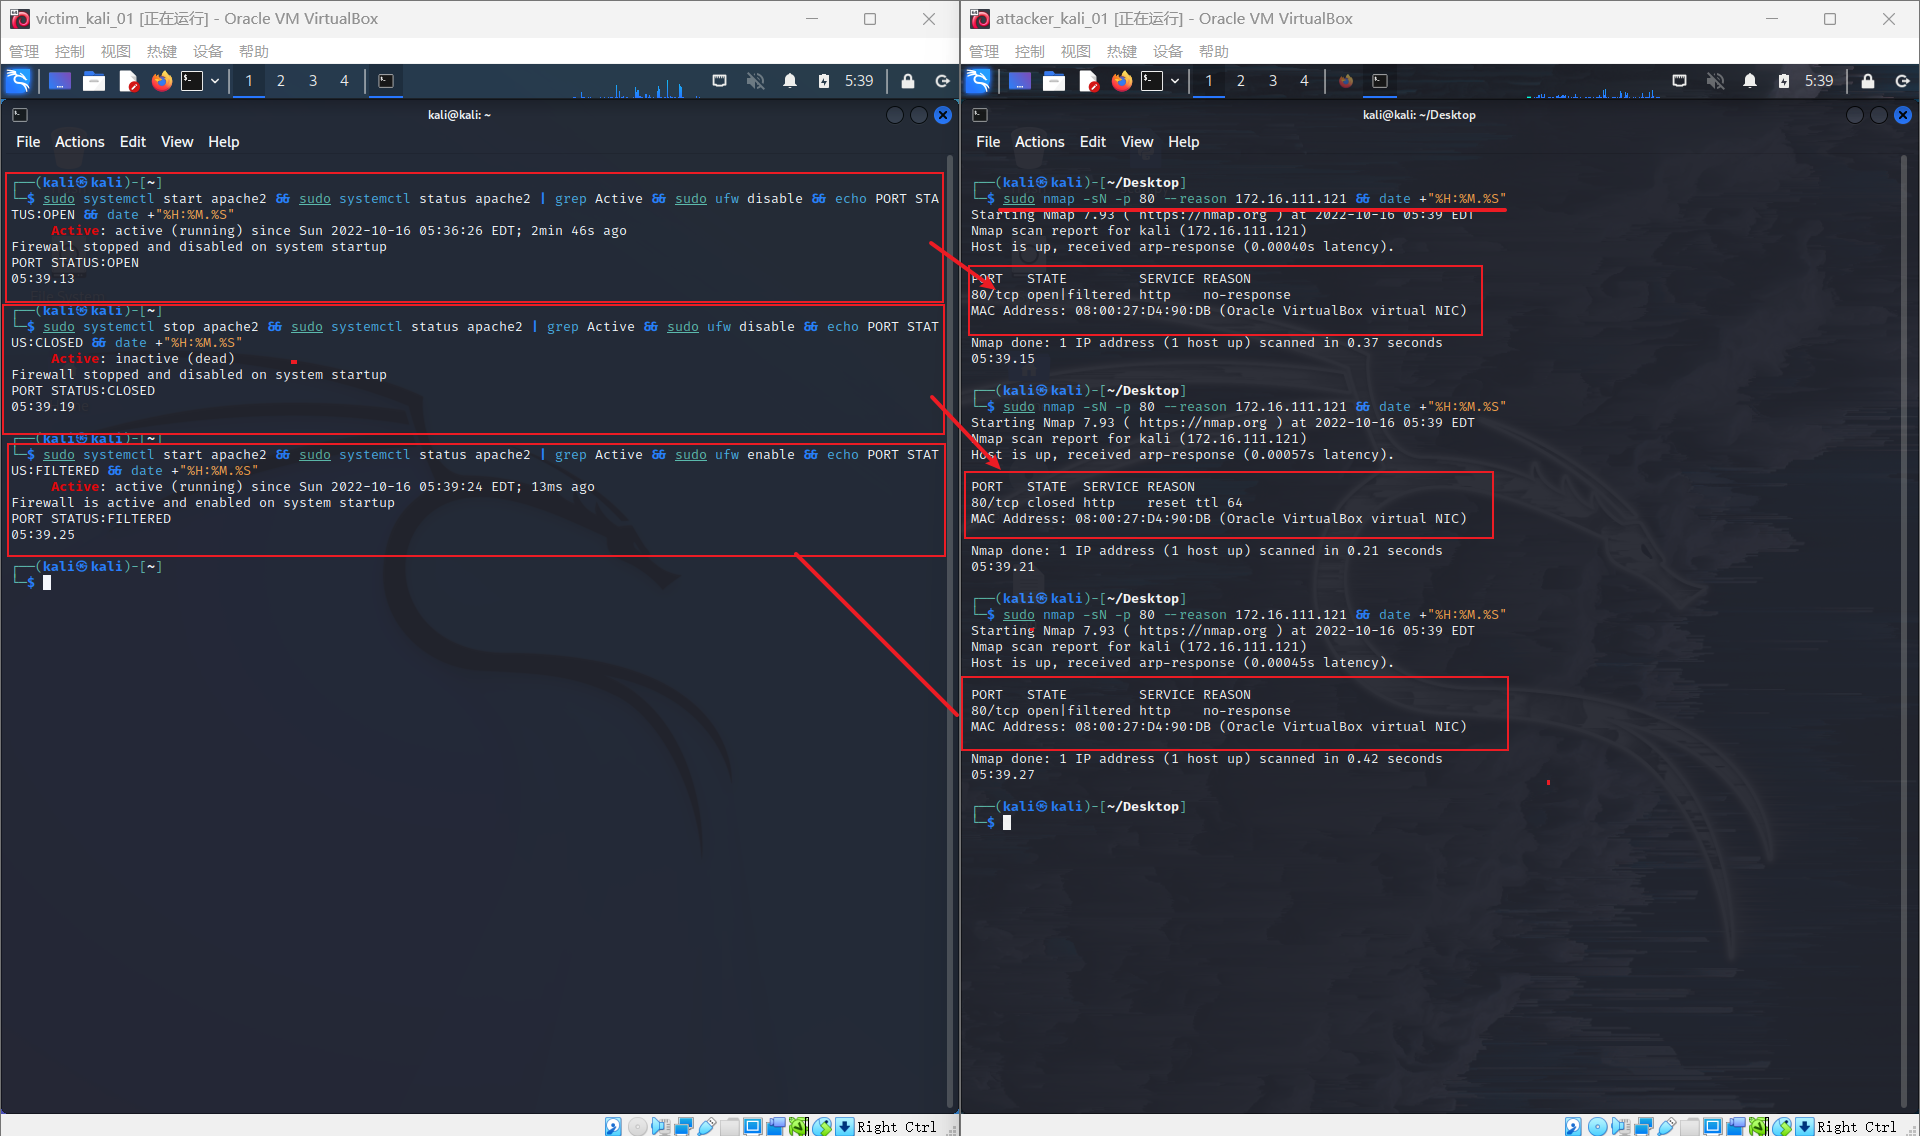 victim_kali_01 [正在运行] - Oracle VM VirtualBox
管理 控制 视图 热键 设备 帮助
1 2 3 4 5:39
kali@kali: ~
File Actions Edit View Help
┌──(kali㉿kali)-[~]
└─$ sudo systemctl start apache2 && sudo systemctl status apache2 | grep Active && sudo ufw disable && echo PORT STA
TUS:OPEN && date +"%H:%M.%S"
Active: active (running) since Sun 2022-10-16 05:36:26 EDT; 2min 46s ago
Firewall stopped and disabled on system startup
PORT STATUS:OPEN
05:39.13
┌──(kali㉿kali)-[~]
└─$ sudo systemctl stop apache2 && sudo systemctl status apache2 | grep Active && sudo ufw disable && echo PORT STAT
US:CLOSED && date +"%H:%M.%S"
Active: inactive (dead)
Firewall stopped and disabled on system startup
PORT STATUS:CLOSED
05:39.19
┌──(kali㉿kali)-[~]
└─$ sudo systemctl start apache2 && sudo systemctl status apache2 | grep Active && sudo ufw enable && echo PORT STAT
US:FILTERED && date +"%H:%M.%S"
Active: active (running) since Sun 2022-10-16 05:39:24 EDT; 13ms ago
Firewall is active and enabled on system startup
PORT STATUS:FILTERED
05:39.25
┌──(kali㉿kali)-[~]
└─$
Right Ctrl
attacker_kali_01 [正在运行] - Oracle VM VirtualBox
管理 控制 视图 热键 设备 帮助
1 2 3 4 5:39
kali@kali: ~/Desktop
File Actions Edit View Help
┌──(kali㉿kali)-[~/Desktop]
└─$ sudo nmap -sN -p 80 --reason 172.16.111.121 && date +"%H:%M.%S"
Starting Nmap 7.93 ( https://nmap.org ) at 2022-10-16 05:39 EDT
Nmap scan report for kali (172.16.111.121)
Host is up, received arp-response (0.00040s latency).
PORT STATE SERVICE REASON
80/tcp open|filtered http no-response
MAC Address: 08:00:27:D4:90:DB (Oracle VirtualBox virtual NIC)
Nmap done: 1 IP address (1 host up) scanned in 0.37 seconds
05:39.15
┌──(kali㉿kali)-[~/Desktop]
└─$ sudo nmap -sN -p 80 --reason 172.16.111.121 && date +"%H:%M.%S"
Starting Nmap 7.93 ( https://nmap.org ) at 2022-10-16 05:39 EDT
Nmap scan report for kali (172.16.111.121)
Host is up, received arp-response (0.00057s latency).
PORT STATE SERVICE REASON
80/tcp closed http reset ttl 64
MAC Address: 08:00:27:D4:90:DB (Oracle VirtualBox virtual NIC)
Nmap done: 1 IP address (1 host up) scanned in 0.21 seconds
05:39.21
┌──(kali㉿kali)-[~/Desktop]
└─$ sudo nmap -sN -p 80 --reason 172.16.111.121 && date +"%H:%M.%S"
Starting Nmap 7.93 ( https://nmap.org ) at 2022-10-16 05:39 EDT
Nmap scan report for kali (172.16.111.121)
Host is up, received arp-response (0.00045s latency).
PORT STATE SERVICE REASON
80/tcp open|filtered http no-response
MAC Address: 08:00:27:D4:90:DB (Oracle VirtualBox virtual NIC)
Nmap done: 1 IP address (1 host up) scanned in 0.42 seconds
05:39.27
┌──(kali㉿kali)-[~/Desktop]
└─$
Right Ctrl